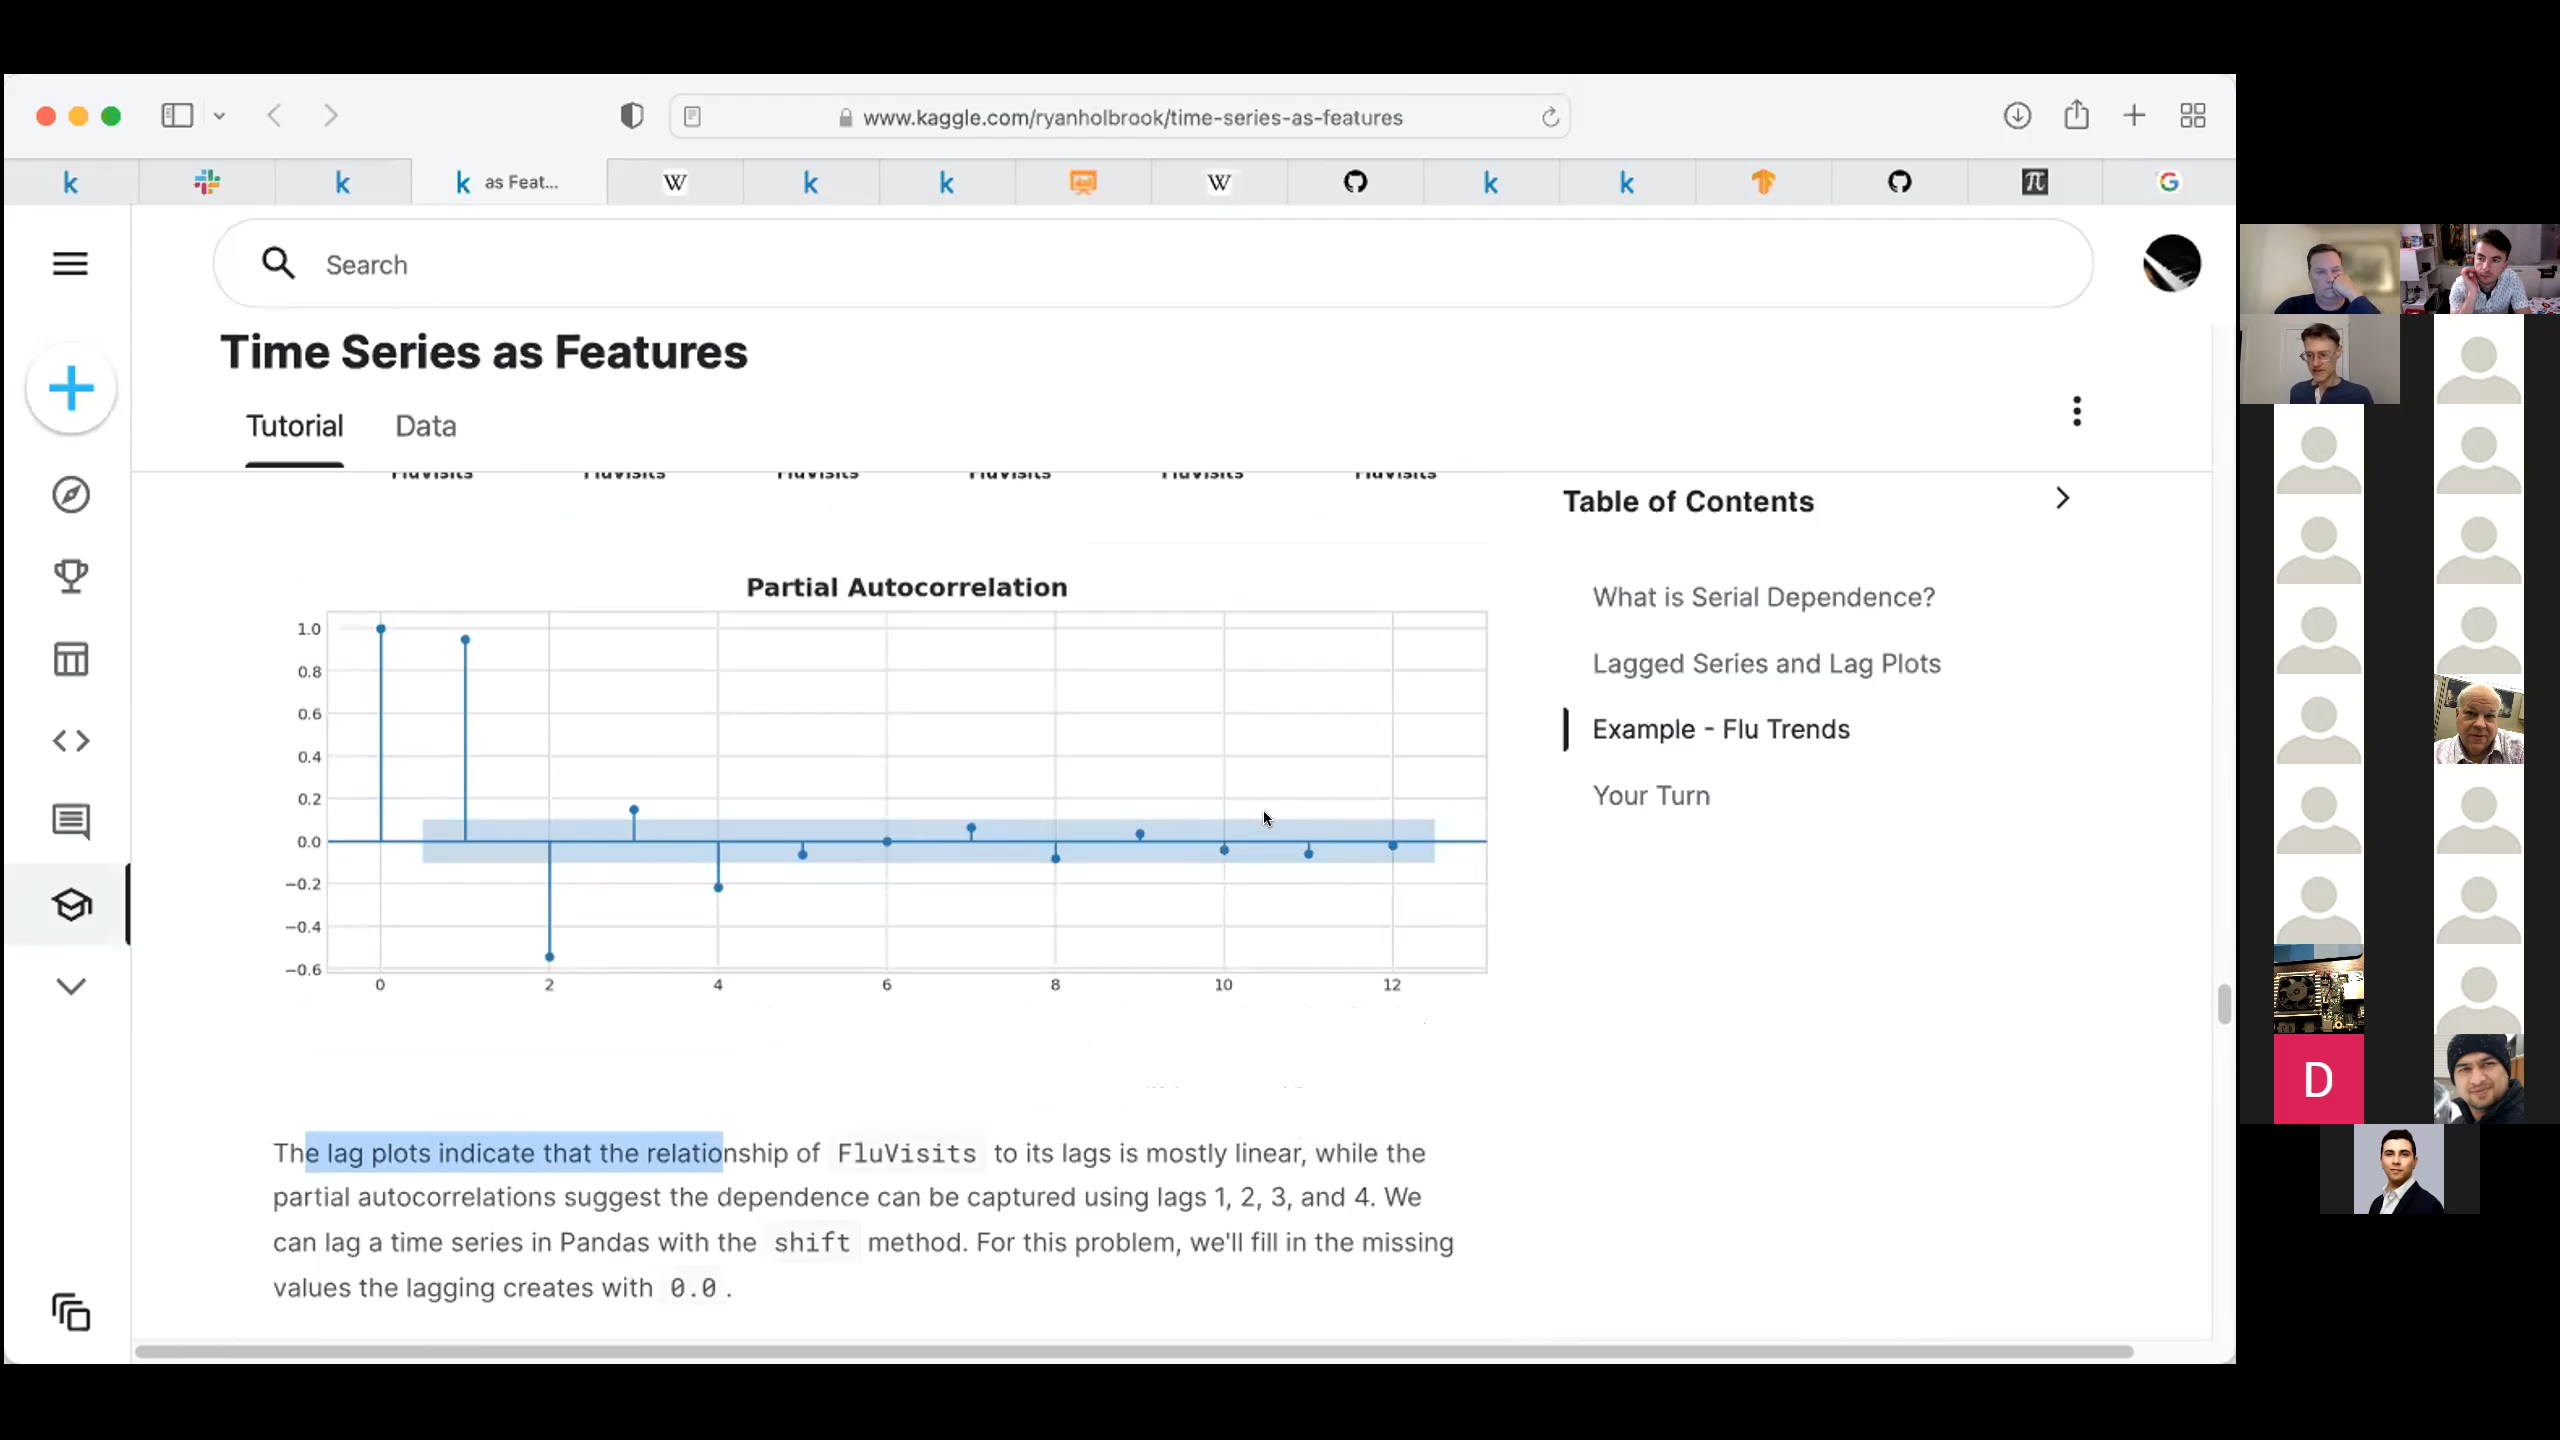 www.kaggle.com/ryanholbrook/time-series-as-features
k
k
k as Feat...
W
k
k
W
k
k
π
G
Search
Time Series as Features
Tutorial Data
FluVisits FluVisits FluVisits FluVisits FluVisits FluVisits
Table of Contents
What is Serial Dependence?
Lagged Series and Lag Plots
Example - Flu Trends
Your Turn
Partial Autocorrelation
1.0
0.8
0.6
0.4
0.2
0.0
−0.2
−0.4
−0.6
0 2 4 6 8 10 12
The lag plots indicate that the relationship of FluVisits to its lags is mostly linear, while the
partial autocorrelations suggest the dependence can be captured using lags 1, 2, 3, and 4. We
can lag a time series in Pandas with the shift method. For this problem, we'll fill in the missing
values the lagging creates with 0.0 .
D